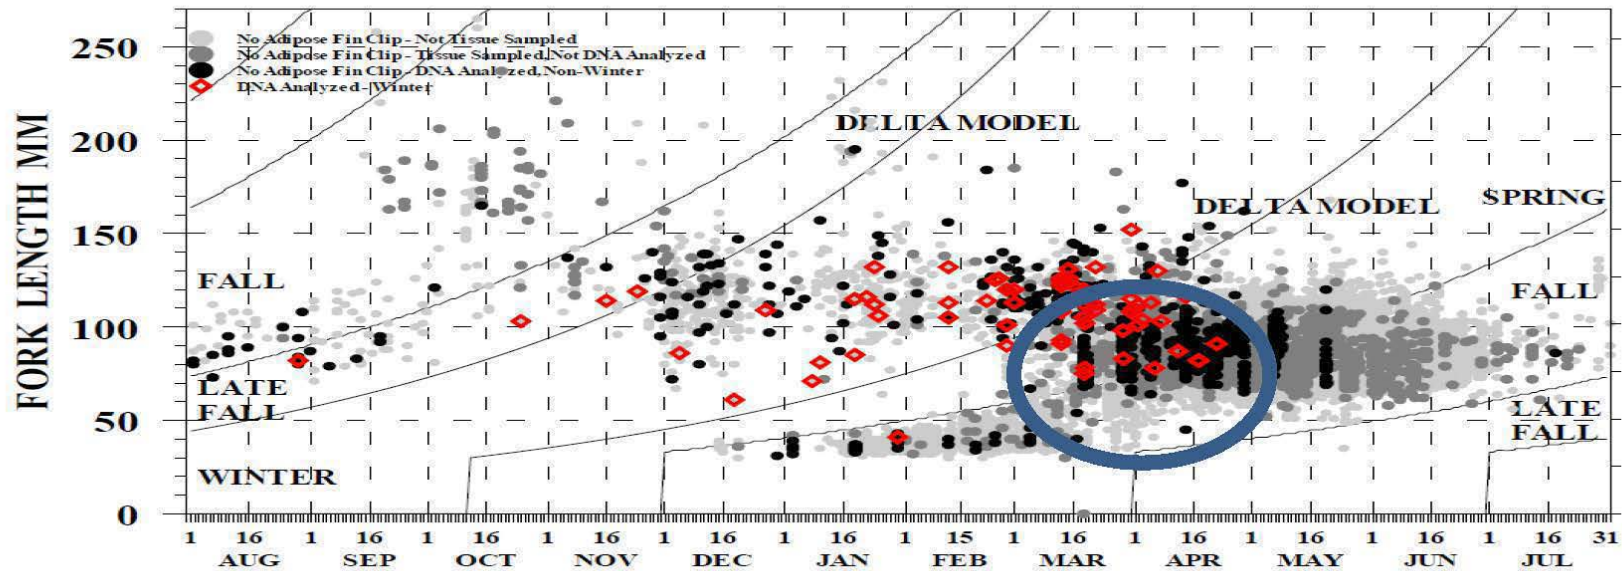 FORK LENGTH MM
250
200
150
100
50
0
No Adipose Fin Clip - Not Tissue Sampled
No Adipose Fin Clip - Tissue Sampled, Not DNA Analyzed
No Adipose Fin Clip - DNA Analyzed, Non-Winter
DNA Analyzed - Winter
DELTA MODEL
DELTA MODEL
SPRING
FALL
FALL
LATE
FALL
LATE
FALL
WINTER
1 16 1 16 1 16 1 16 1 16 1 16 1 15 1 16 1 16 1 16 1 16 1 16 31
AUG SEP OCT NOV DEC JAN FEB MAR APR MAY JUN JUL